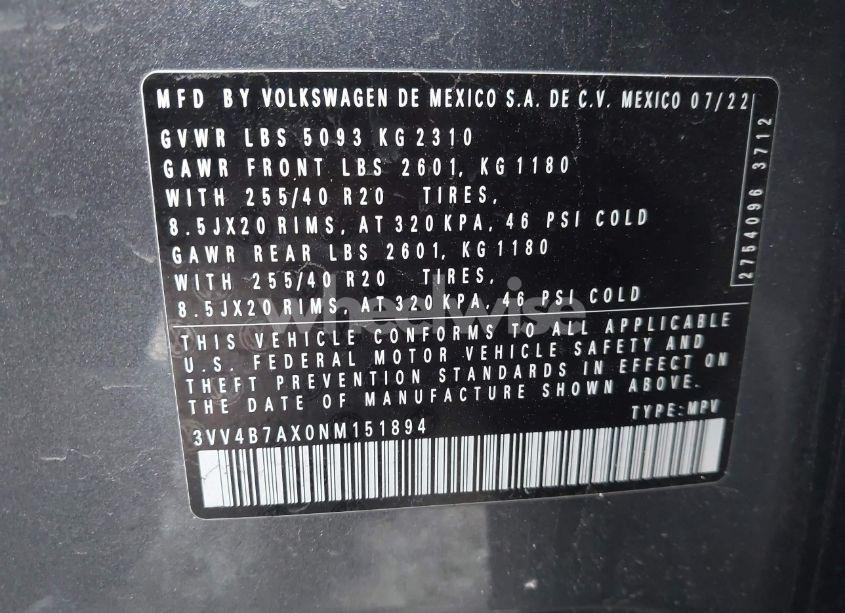 MFD BY VOLKSWAGEN DE MEXICO S.A. DE C.V. MEXICO 07/22
GVWR LBS 5093 KG 2310
GAWR FRONT LBS 2601, KG 1180
WITH 255/40 R20 TIRES,
8.5JX20 RIMS, AT 320 KPA, 46 PSI COLD
GAWR REAR LBS 2601, KG 1180
WITH 255/40 R20 TIRES,
8.5JX20 RIMS, AT 320 KPA, 46 PSI COLD
THIS VEHICLE CONFORMS TO ALL APPLICABLE
U.S. FEDERAL MOTOR VEHICLE SAFETY AND
THEFT PREVENTION STANDARDS IN EFFECT ON
THE DATE OF MANUFACTURE SHOWN ABOVE.
TYPE: MPV
3VV4B7AX0NM151894
2754096 3712
wheelwise